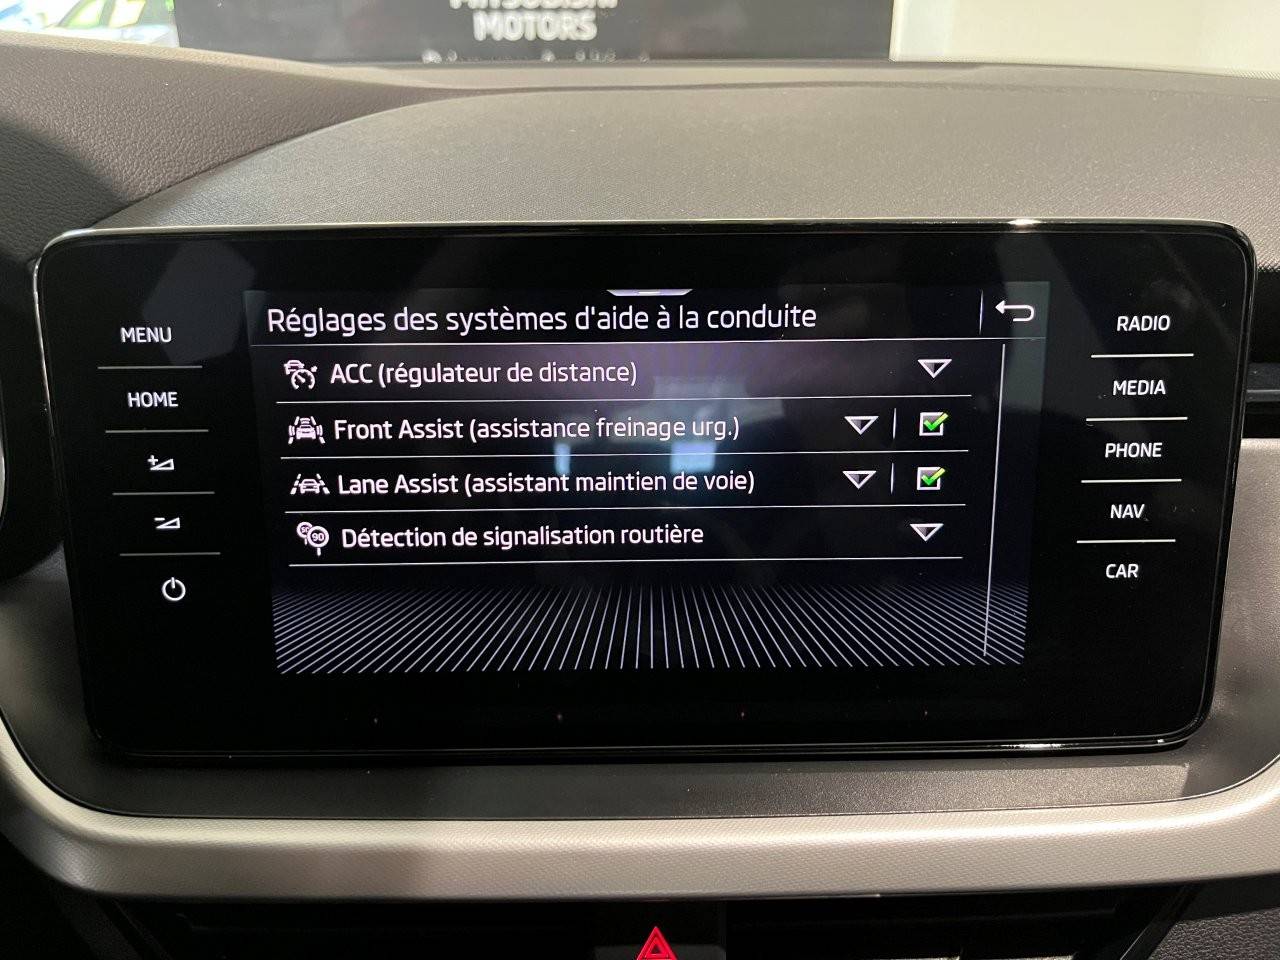 MOTORS
MENU
HOME
Réglages des systèmes d'aide à la conduite
ACC (régulateur de distance)
Front Assist (assistance freinage urg.)
Lane Assist (assistant maintien de voie)
90
Détection de signalisation routière
RADIO
MEDIA
PHONE
NAV
CAR